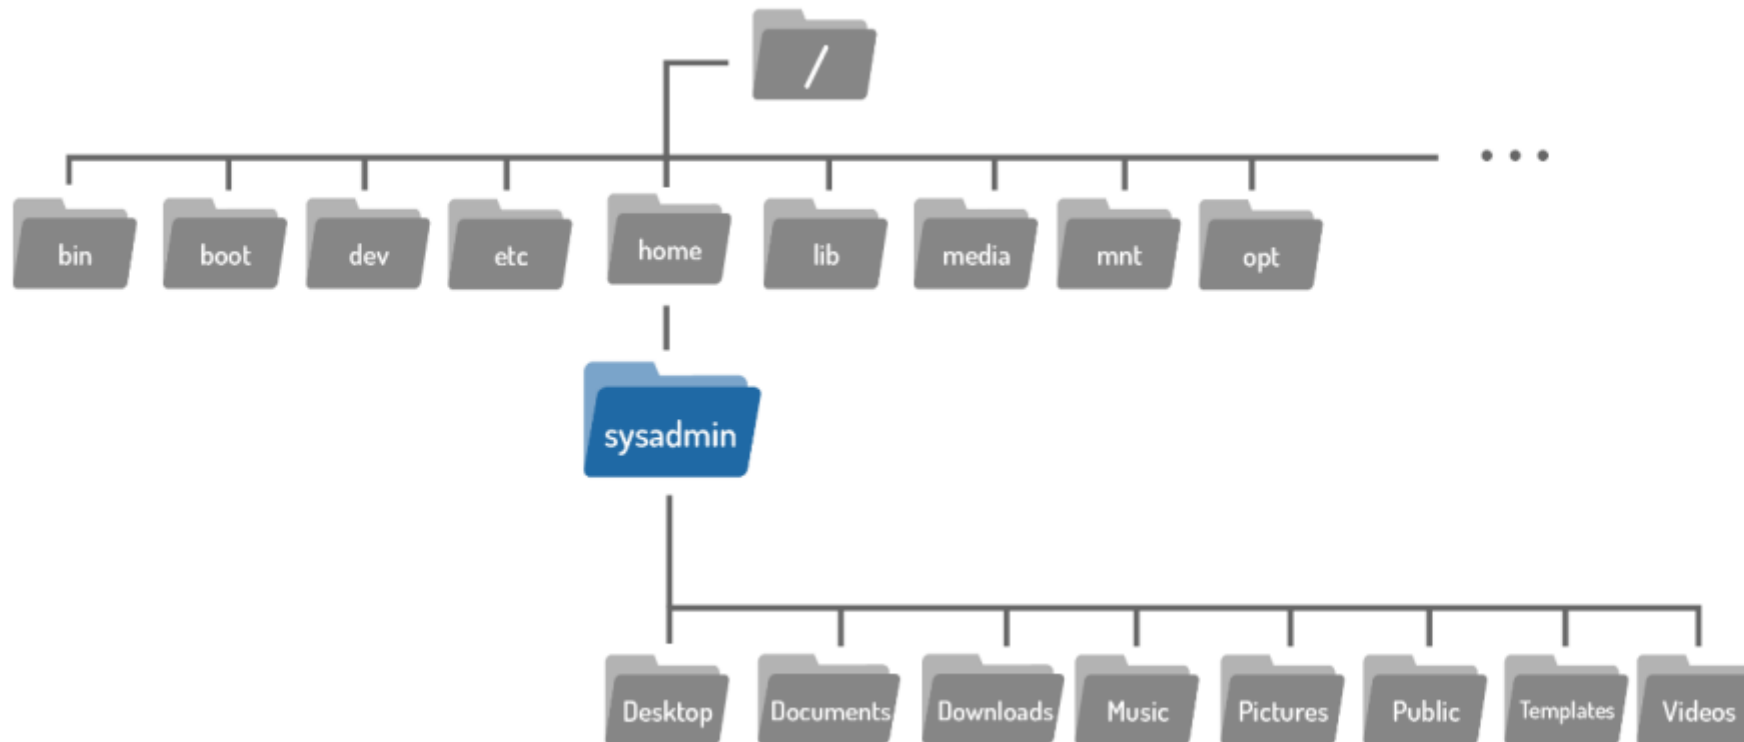 /
bin
boot
dev
etc
home
lib
media
mnt
opt
...
sysadmin
Desktop
Documents
Downloads
Music
Pictures
Public
Templates
Videos